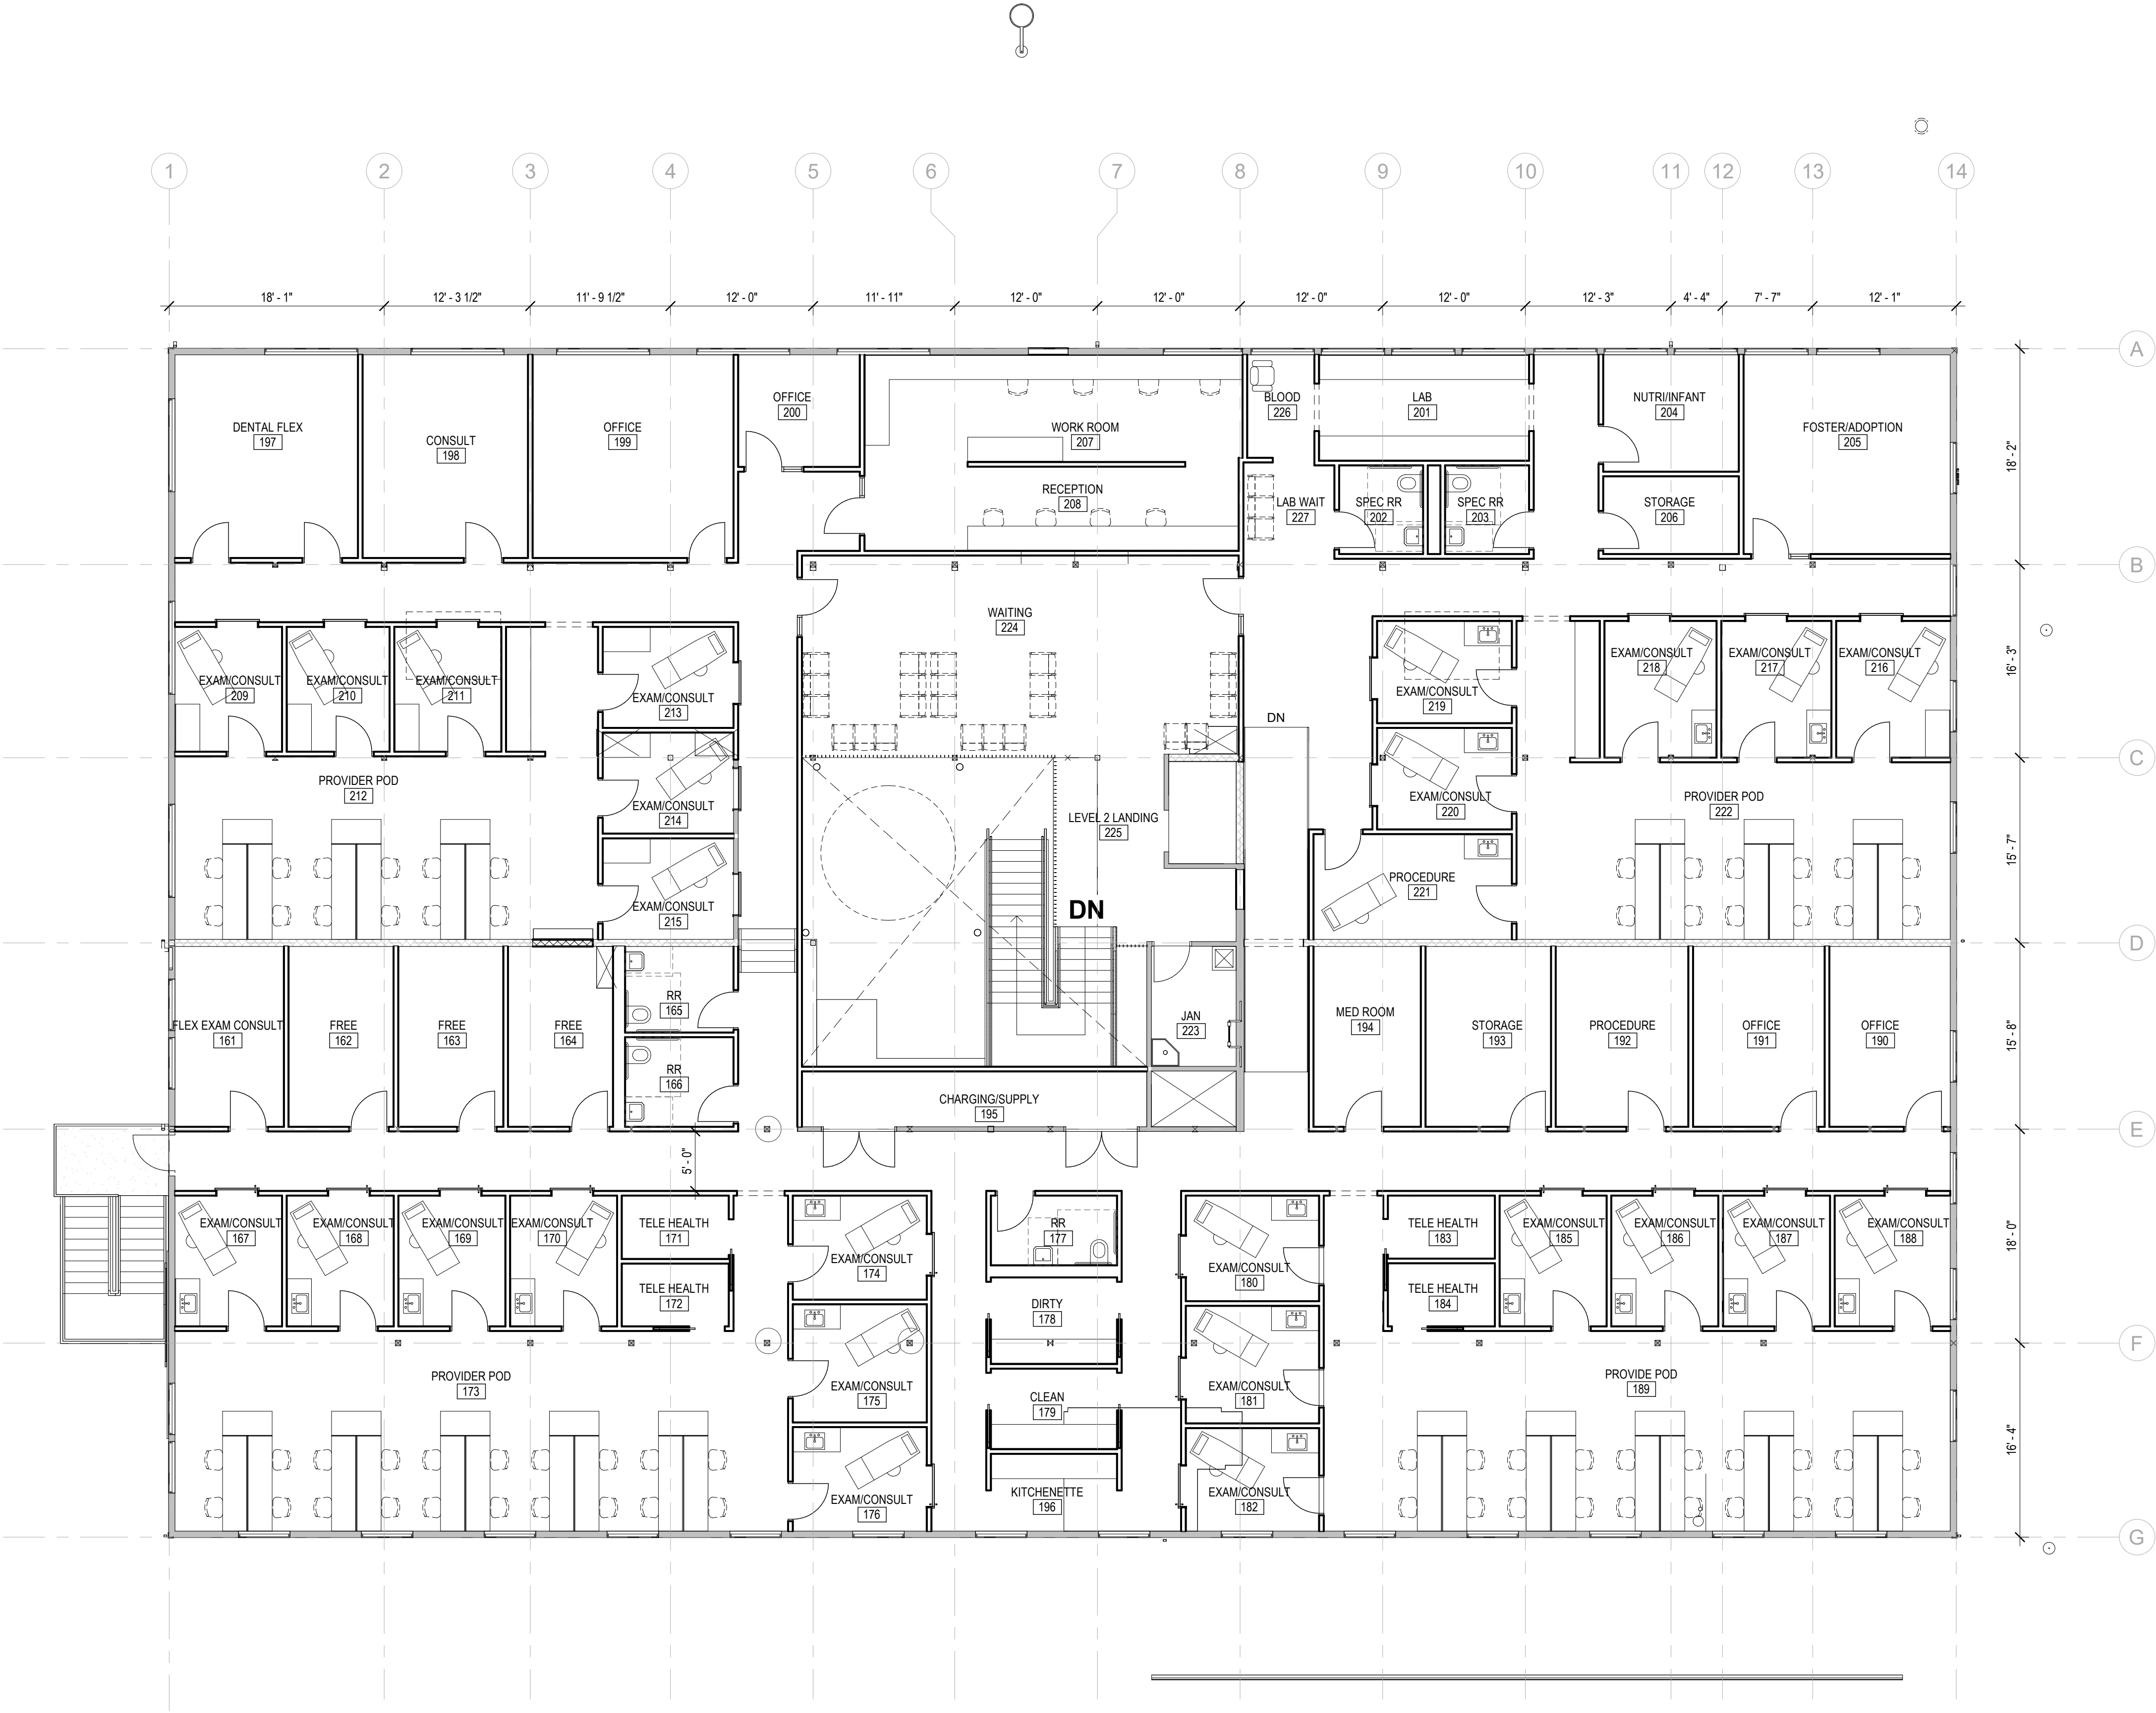 1 2 3 4 5 6 7 8 9 10 11 12 13 14
18' - 1" 12' - 3 1/2" 11' - 9 1/2" 12' - 0" 11' - 11" 12' - 0" 12' - 0" 12' - 0" 12' - 0" 12' - 3" 4' - 4" 7' - 7" 12' - 1"
A
DENTAL FLEX
197
CONSULT
198
OFFICE
199
OFFICE
200
WORK ROOM
207
RECEPTION
208
BLOOD
226
LAB
201
LAB WAIT
227
SPEC RR
202
SPEC RR
203
NUTRI/INFANT
204
STORAGE
206
FOSTER/ADOPTION
205
18' - 2"
B
WAITING
224
EXAM/CONSULT
209
EXAM/CONSULT
210
EXAM/CONSULT
211
EXAM/CONSULT
213
EXAM/CONSULT
219
EXAM/CONSULT
218
EXAM/CONSULT
217
EXAM/CONSULT
216
16' - 3"
DN
C
PROVIDER POD
212
EXAM/CONSULT
214
EXAM/CONSULT
215
LEVEL 2 LANDING
225
DN
EXAM/CONSULT
220
PROCEDURE
221
PROVIDER POD
222
15' - 7"
D
FLEX EXAM CONSULT
161
FREE
162
FREE
163
FREE
164
RR
165
RR
166
JAN
223
MED ROOM
194
STORAGE
193
PROCEDURE
192
OFFICE
191
OFFICE
190
15' - 8"
CHARGING/SUPPLY
195
E
5' - 0"
EXAM/CONSULT
167
EXAM/CONSULT
168
EXAM/CONSULT
169
EXAM/CONSULT
170
TELE HEALTH
171
TELE HEALTH
172
EXAM/CONSULT
174
RR
177
DIRTY
178
EXAM/CONSULT
180
TELE HEALTH
183
TELE HEALTH
184
EXAM/CONSULT
185
EXAM/CONSULT
186
EXAM/CONSULT
187
EXAM/CONSULT
188
18' - 0"
F
PROVIDER POD
173
EXAM/CONSULT
175
CLEAN
179
EXAM/CONSULT
181
PROVIDE POD
189
EXAM/CONSULT
176
KITCHENETTE
196
EXAM/CONSULT
182
16' - 4"
G